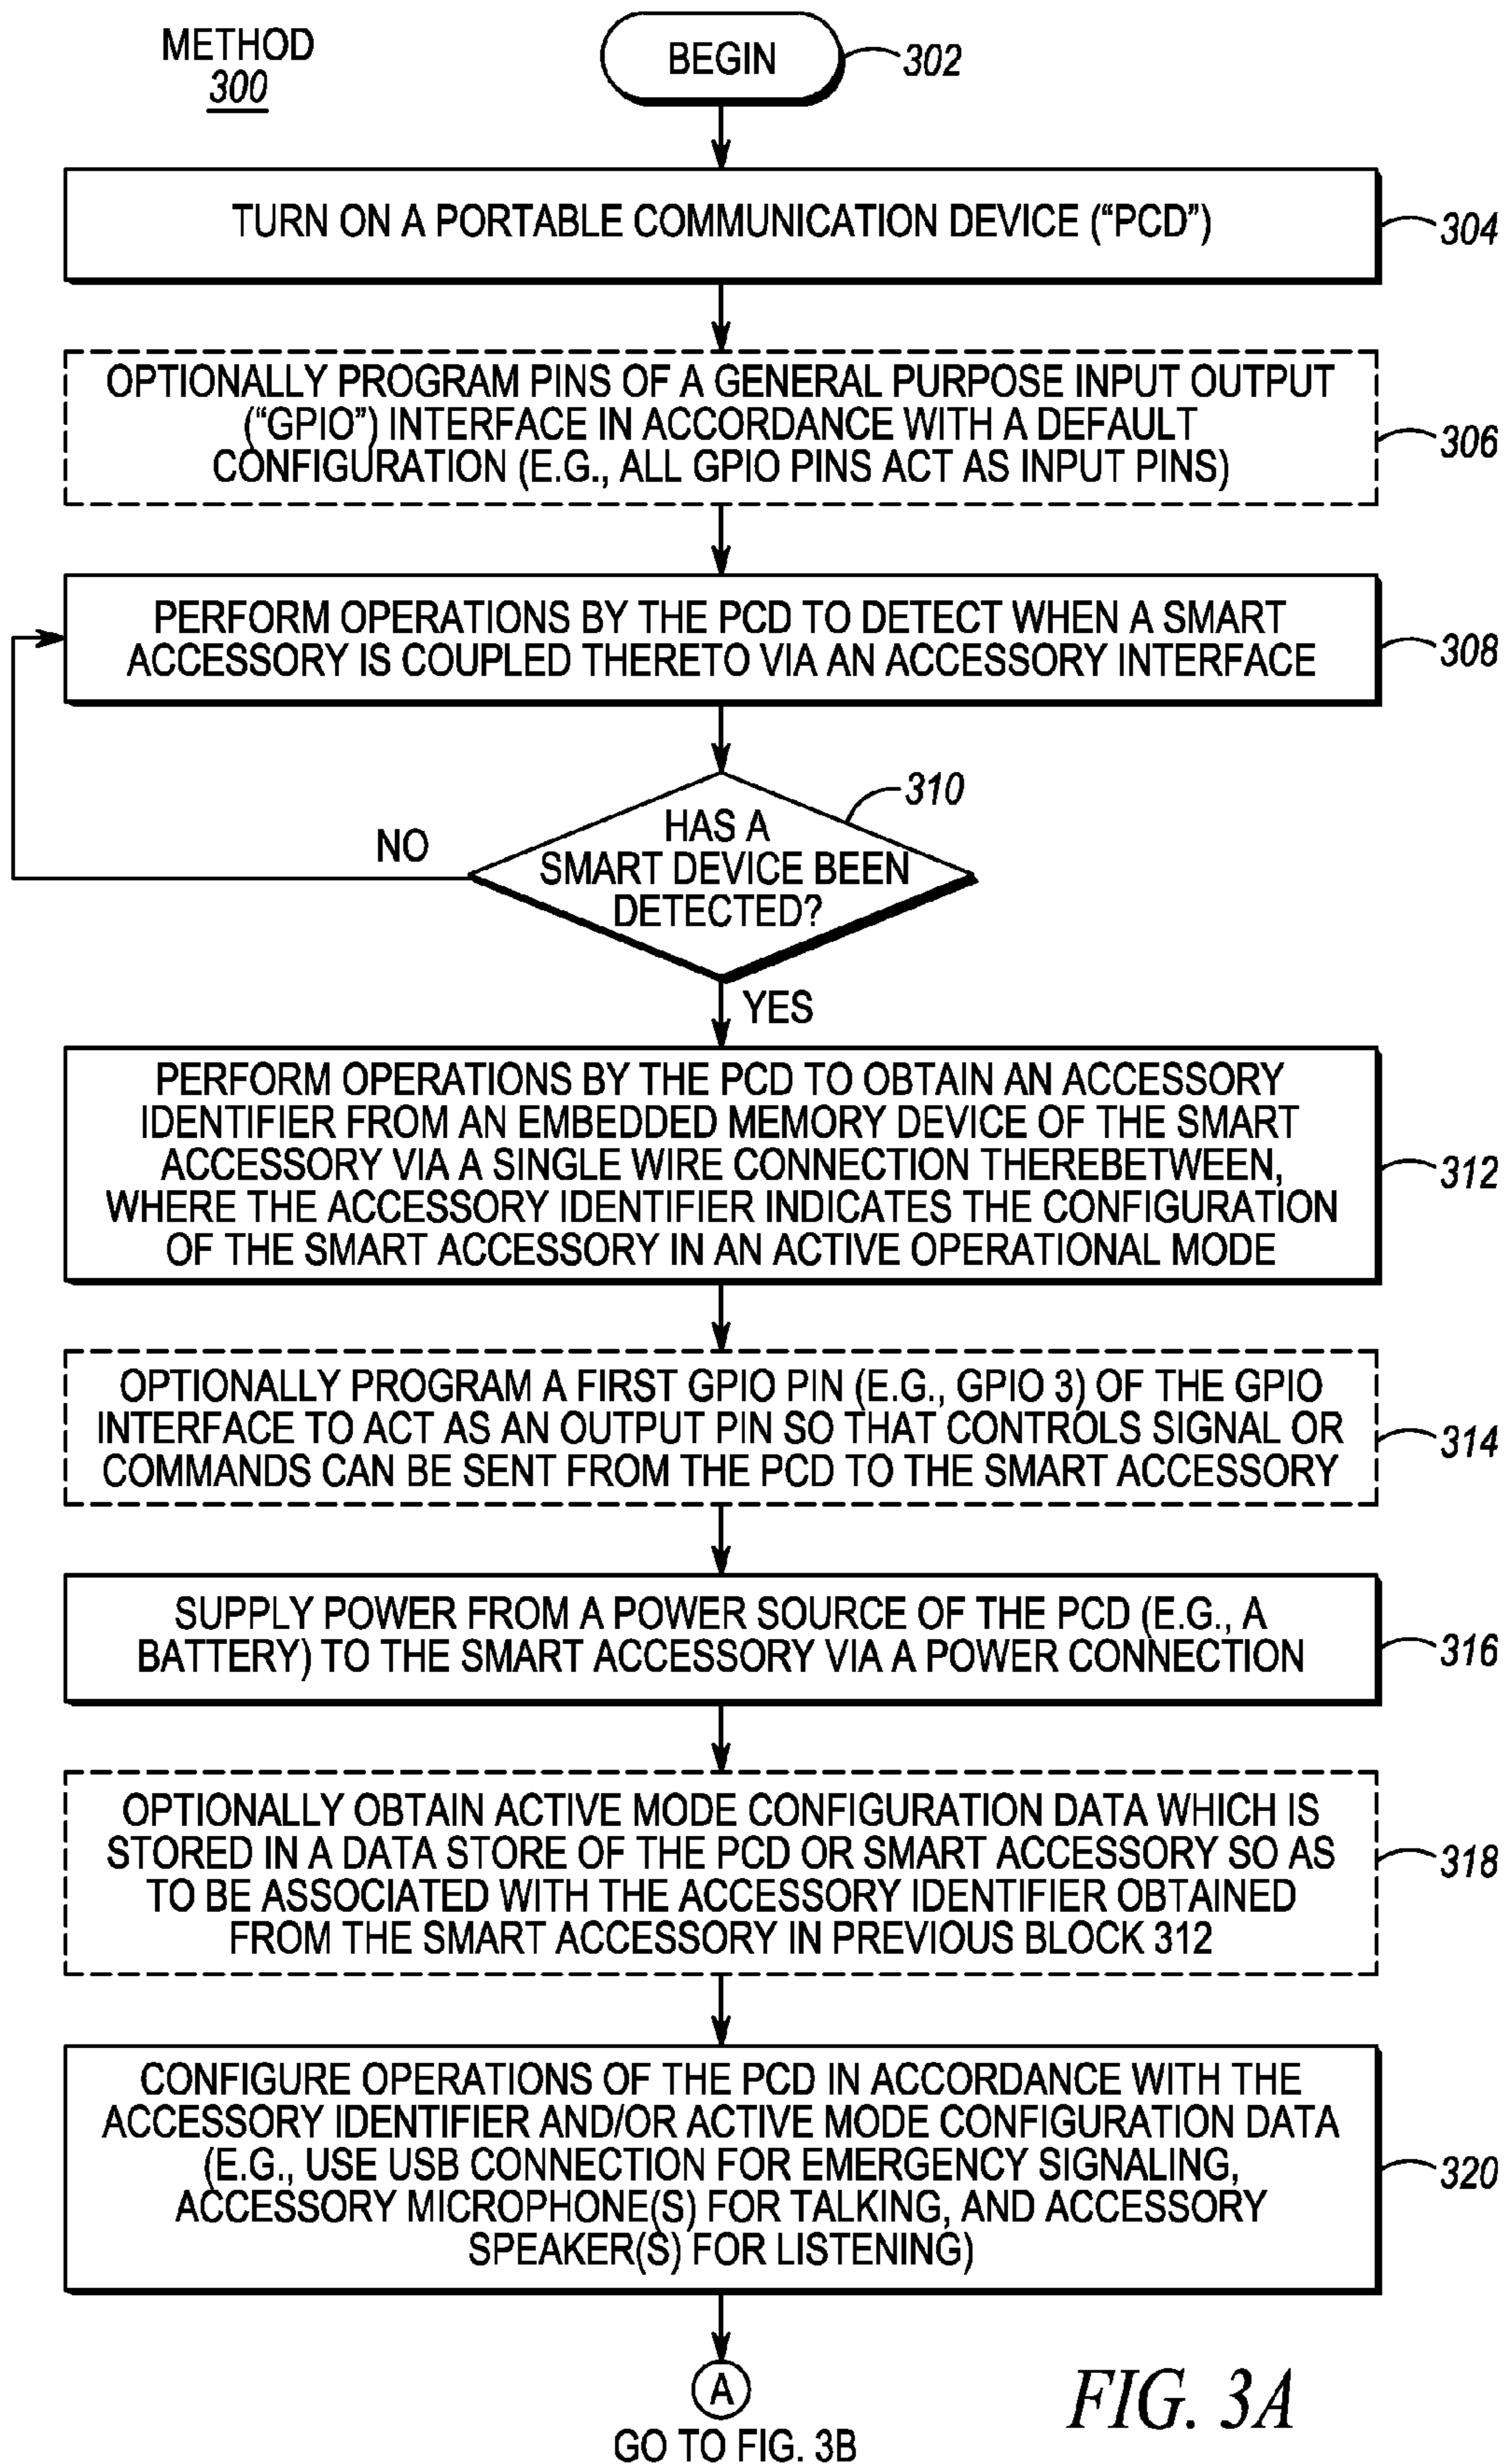 METHOD
300
BEGIN
302
TURN ON A PORTABLE COMMUNICATION DEVICE (“PCD”)
304
OPTIONALLY PROGRAM PINS OF A GENERAL PURPOSE INPUT OUTPUT
(“GPIO”) INTERFACE IN ACCORDANCE WITH A DEFAULT
CONFIGURATION (E.G., ALL GPIO PINS ACT AS INPUT PINS)
306
PERFORM OPERATIONS BY THE PCD TO DETECT WHEN A SMART
ACCESSORY IS COUPLED THERETO VIA AN ACCESSORY INTERFACE
308
310
HAS A
SMART DEVICE BEEN
DETECTED?
NO
YES
PERFORM OPERATIONS BY THE PCD TO OBTAIN AN ACCESSORY
IDENTIFIER FROM AN EMBEDDED MEMORY DEVICE OF THE SMART
ACCESSORY VIA A SINGLE WIRE CONNECTION THEREBETWEEN,
WHERE THE ACCESSORY IDENTIFIER INDICATES THE CONFIGURATION
OF THE SMART ACCESSORY IN AN ACTIVE OPERATIONAL MODE
312
OPTIONALLY PROGRAM A FIRST GPIO PIN (E.G., GPIO 3) OF THE GPIO
INTERFACE TO ACT AS AN OUTPUT PIN SO THAT CONTROLS SIGNAL OR
COMMANDS CAN BE SENT FROM THE PCD TO THE SMART ACCESSORY
314
SUPPLY POWER FROM A POWER SOURCE OF THE PCD (E.G., A
BATTERY) TO THE SMART ACCESSORY VIA A POWER CONNECTION
316
OPTIONALLY OBTAIN ACTIVE MODE CONFIGURATION DATA WHICH IS
STORED IN A DATA STORE OF THE PCD OR SMART ACCESSORY SO AS
TO BE ASSOCIATED WITH THE ACCESSORY IDENTIFIER OBTAINED
FROM THE SMART ACCESSORY IN PREVIOUS BLOCK 312
318
CONFIGURE OPERATIONS OF THE PCD IN ACCORDANCE WITH THE
ACCESSORY IDENTIFIER AND/OR ACTIVE MODE CONFIGURATION DATA
(E.G., USE USB CONNECTION FOR EMERGENCY SIGNALING,
ACCESSORY MICROPHONE(S) FOR TALKING, AND ACCESSORY
SPEAKER(S) FOR LISTENING)
320
A
GO TO FIG. 3B
FIG. 3A